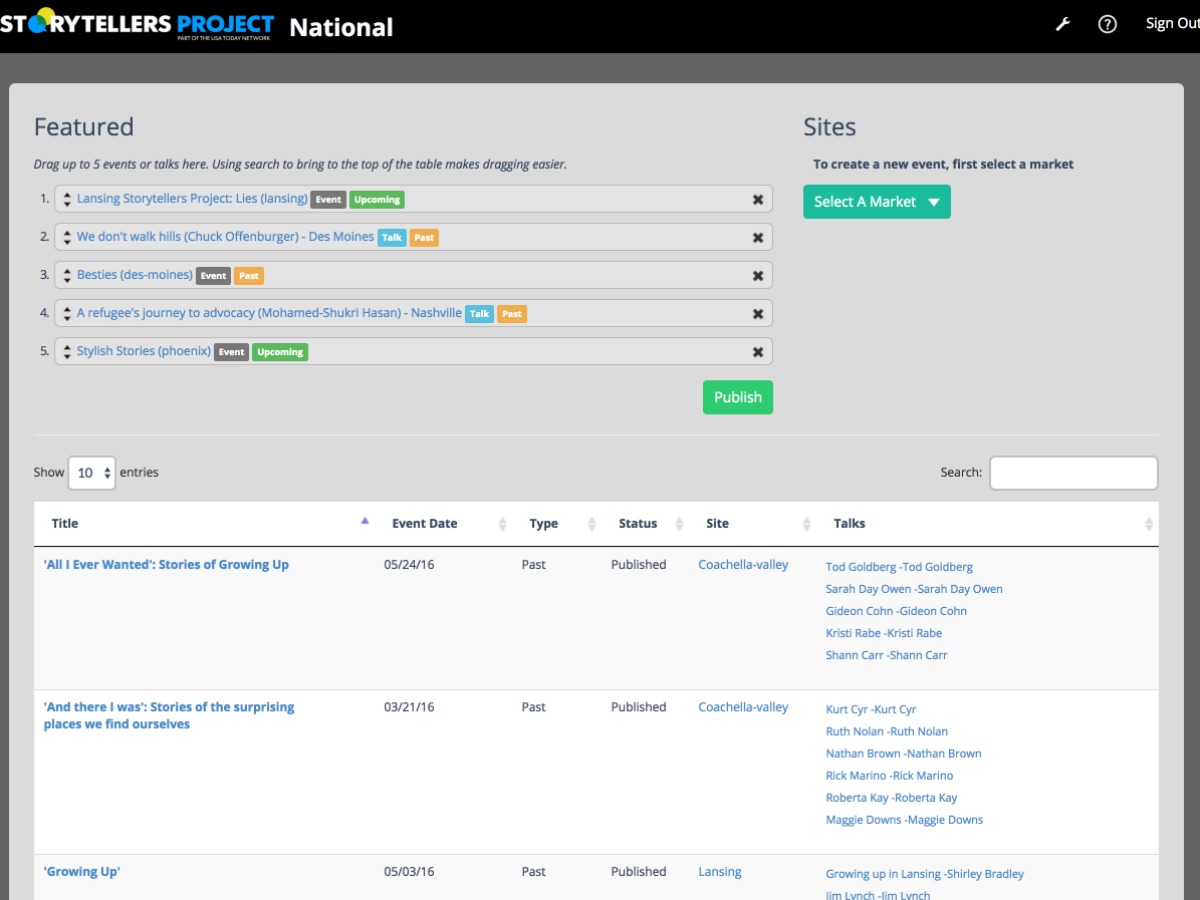 STORYTELLERS PROJECT National
PART OF THE USA TODAY NETWORK
Sign Out
Featured
Drag up to 5 events or talks here. Using search to bring to the top of the table makes dragging easier.
1. Lansing Storytellers Project: Lies (lansing) Event Upcoming
2. We don't walk hills (Chuck Offenburger) - Des Moines Talk Past
3. Besties (des-moines) Event Past
4. A refugee's journey to advocacy (Mohamed-Shukri Hasan) - Nashville Talk Past
5. Stylish Stories (phoenix) Event Upcoming
Publish
Sites
To create a new event, first select a market
Select A Market
Show 10 entries
Search:
Title Event Date Type Status Site Talks
'All I Ever Wanted': Stories of Growing Up 05/24/16 Past Published Coachella-valley
Tod Goldberg -Tod Goldberg
Sarah Day Owen -Sarah Day Owen
Gideon Cohn -Gideon Cohn
Kristi Rabe -Kristi Rabe
Shann Carr -Shann Carr
'And there I was': Stories of the surprising
places we find ourselves
03/21/16 Past Published Coachella-valley
Kurt Cyr -Kurt Cyr
Ruth Nolan -Ruth Nolan
Nathan Brown -Nathan Brown
Rick Marino -Rick Marino
Roberta Kay -Roberta Kay
Maggie Downs -Maggie Downs
'Growing Up' 05/03/16 Past Published Lansing
Growing up in Lansing -Shirley Bradley
Jim Lynch -Jim Lynch